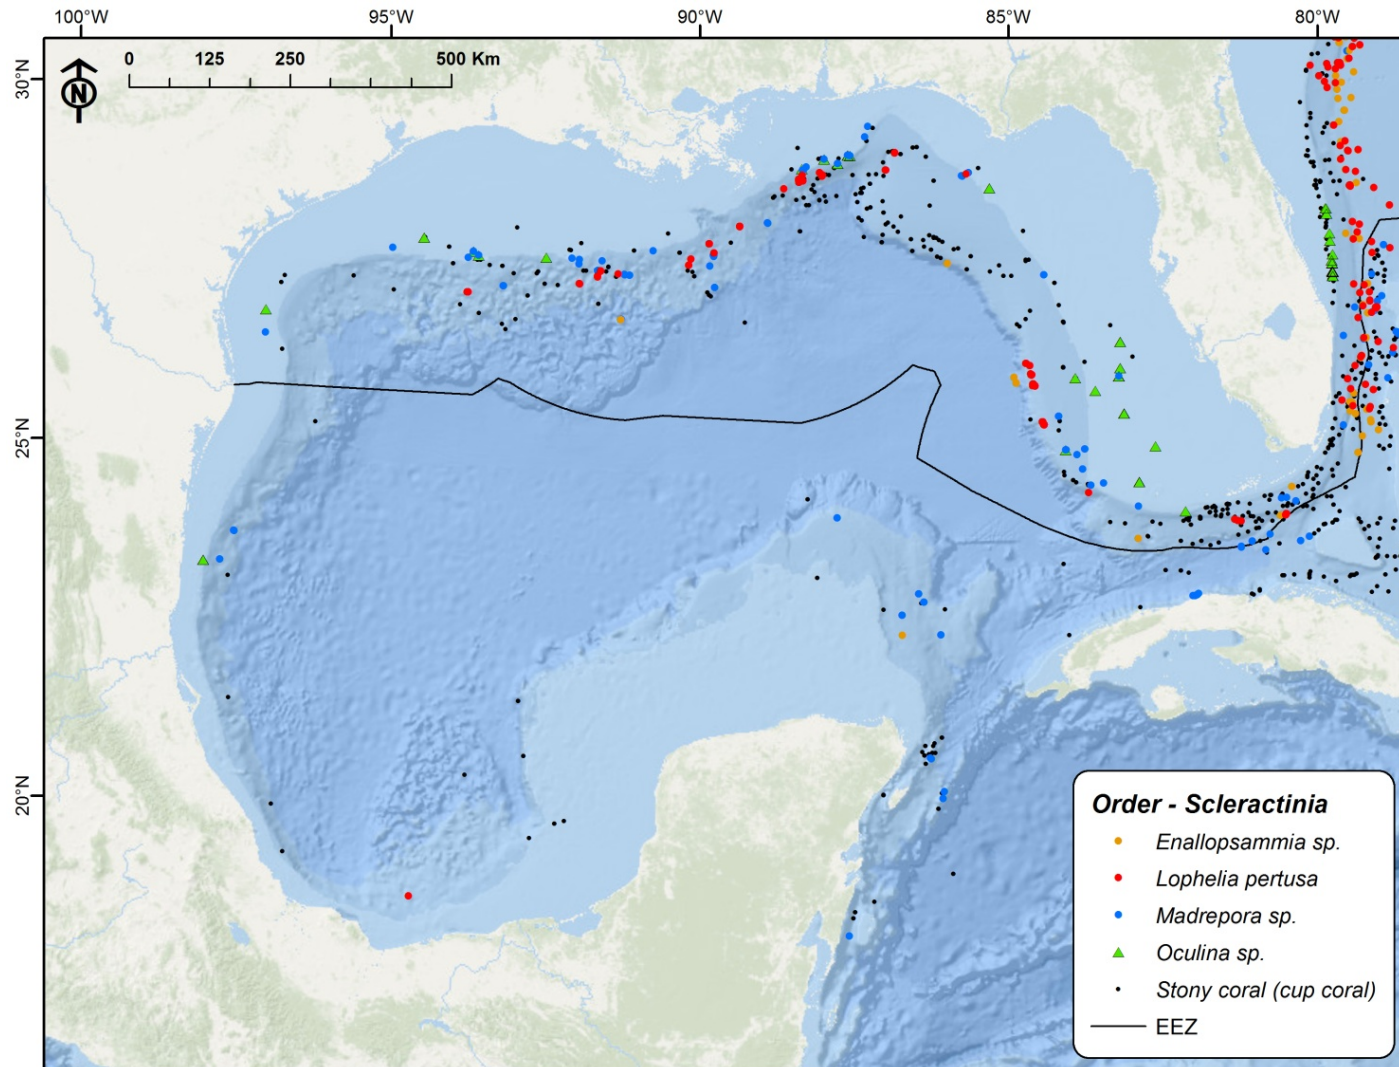 100°W 95°W 90°W 85°W 80°W
0 125 250 500 Km
N
30°N
25°N
20°N
Order - Scleractinia
Enallopsammia sp.
Lophelia pertusa
Madrepora sp.
Oculina sp.
Stony coral (cup coral)
EEZ